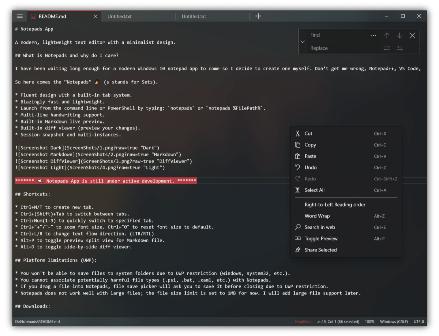 README.md
Untitled.txt
Untitled.txt
# Notepads App
A modern, lightweight text editor with a minimalist design.
## What is Notepads and why do I care?
I have been waiting long enough for a modern Windows 10 notepad app to come so I decide to create one myself. Don't get me wrong, Notepad++, VS Code,
So here comes the "Notepads" (s stands for Sets).
* Fluent design with a built-in tab system.
* Blazingly fast and lightweight.
* Launch from the command line or PowerShell by typing: `notepads` or `notepads %FilePath%`.
* Multi-line handwriting support.
* Built-in Markdown live preview.
* Built-in diff viewer (preview your changes).
* Session snapshot and multi-instances.
![Screenshot Dark](ScreenShots/1.png?raw=true "Dark")
![Screenshot Markdown](ScreenShots/2.png?raw=true "Markdown")
![Screenshot DiffViewer](ScreenShots/3.png?raw=true "DiffViewer")
![Screenshot Light](ScreenShots/4.png?raw=true "Light")
Notepads App is still under active development.
## Shortcuts:
* Ctrl+N/T to create new tab.
* Ctrl+(Shift)+Tab to switch between tabs.
* Ctrl+Num(1-9) to quickly switch to specified tab.
* Ctrl+"+"/"-" to zoom font size. Ctrl+"0" to reset font size to default.
* Ctrl+L/R to change text flow direction. (LTR/RTL)
* Alt+P to toggle preview split view for Markdown file.
* Alt+D to toggle side-by-side diff viewer.
## Platform limitations (UWP):
* You won't be able to save files to system folders due to UWP restriction (windows, system32, etc.).
* You cannot associate potentially harmful file types (.ps1, .bat, .xaml, etc.) with Notepads.
* If you drag a file into Notepads, file save picker will ask you to save it before closing due to UWP restriction.
* Notepads does not work well with large files; the file size limit is set to 1MB for now. I will add large file support later.
## Downloads:
Find
Replace
Cut Ctrl+X
Copy Ctrl+C
Paste Ctrl+V
Undo Ctrl+Z
Redo Ctrl+Shift+Z
Select All Ctrl+A
Right-to-Left Reading order
Word Wrap Alt+Z
Search in web Ctrl+E
Toggle Preview Alt+P
Share Selected
100%
Windows (CRLF)
UTF-8